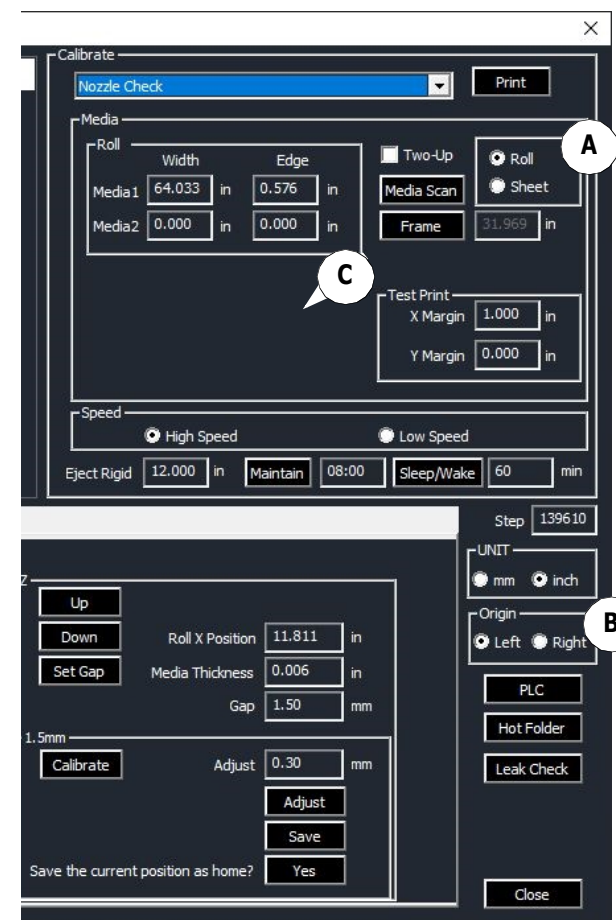 Calibrate
Nozzle Check
Print
Media
Roll
Width Edge
Media1 64.033 in 0.576 in
Media2 0.000 in 0.000 in
Two-Up
Media Scan
Frame 31.969 in
Roll
Sheet
A
C
Test Print
X Margin 1.000 in
Y Margin 0.000 in
Speed
High Speed Low Speed
Eject Rigid 12.000 in Maintain 08:00 Sleep/Wake 60 min
Step 139610
UNIT
mm inch
Origin
Left Right
B
PLC
Hot Folder
Leak Check
Z
Up
Down Roll X Position 11.811 in
Set Gap Media Thickness 0.006 in
Gap 1.50 mm
1.5mm
Calibrate Adjust 0.30 mm
Adjust
Save
Save the current position as home? Yes
Close